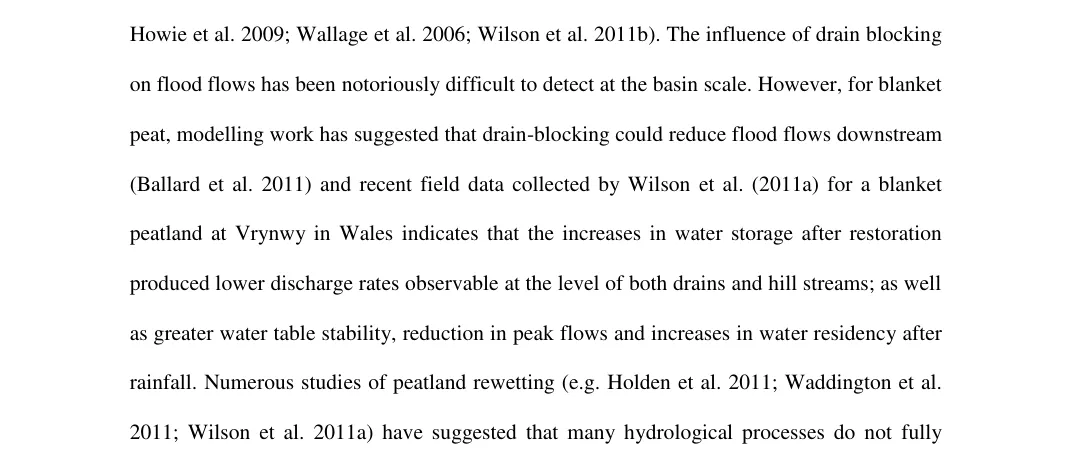 Howie et al. 2009; Wallage et al. 2006; Wilson et al. 2011b). The influence of drain blocking
on flood flows has been notoriously difficult to detect at the basin scale. However, for blanket
peat, modelling work has suggested that drain-blocking could reduce flood flows downstream
(Ballard et al. 2011) and recent field data collected by Wilson et al. (2011a) for a blanket
peatland at Vrynwy in Wales indicates that the increases in water storage after restoration
produced lower discharge rates observable at the level of both drains and hill streams; as well
as greater water table stability, reduction in peak flows and increases in water residency after
rainfall. Numerous studies of peatland rewetting (e.g. Holden et al. 2011; Waddington et al.
2011; Wilson et al. 2011a) have suggested that many hydrological processes do not fully